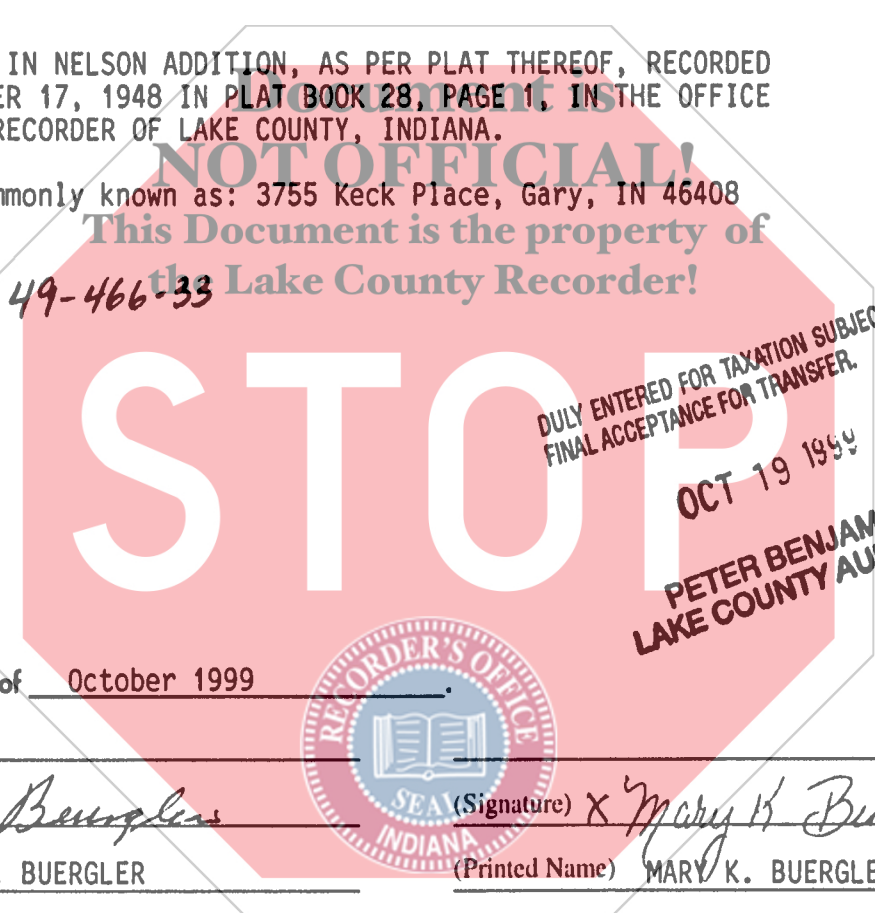 IN NELSON ADDITION, AS PER PLAT THEREOF, RECORDED
ER 17, 1948 IN PLAT BOOK 28, PAGE 1, IN THE OFFICE
RECORDER OF LAKE COUNTY, INDIANA.
Document is
NOT OFFICIAL!
mmonly known as: 3755 Keck Place, Gary, IN 46408
This Document is the property of
the Lake County Recorder!
49-466-33
STOP
DULY ENTERED FOR TAXATION SUBJEC
FINAL ACCEPTANCE FOR TRANSFER.
OCT 19 1999
PETER BENJAM
LAKE COUNTY AU
of October 1999.
RECORDER'S OFFICE
SEAL
INDIANA
Buergler
(Signature) X Mary K Bu
. BUERGLER
(Printed Name) MARY K. BUERGLE